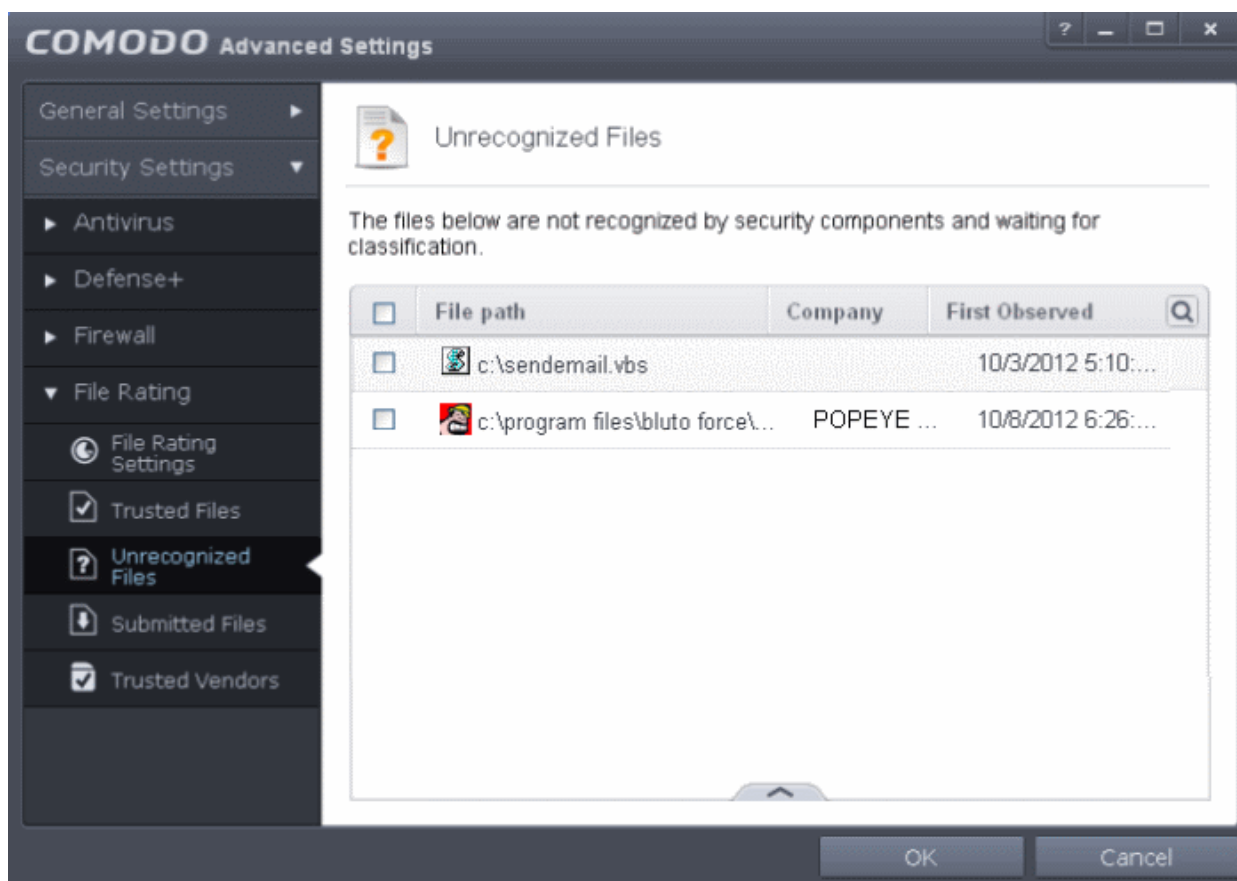 COMODO Advanced Settings
?
General Settings
Security Settings
Antivirus
Defense+
Firewall
File Rating
File Rating
Settings
Trusted Files
Unrecognized
Files
Submitted Files
Trusted Vendors
Unrecognized Files
The files below are not recognized by security components and waiting for
classification.
File path Company First Observed
c:\sendemail.vbs 10/3/2012 5:10:...
c:\program files\bluto force\... POPEYE ... 10/8/2012 6:26:...
OK Cancel